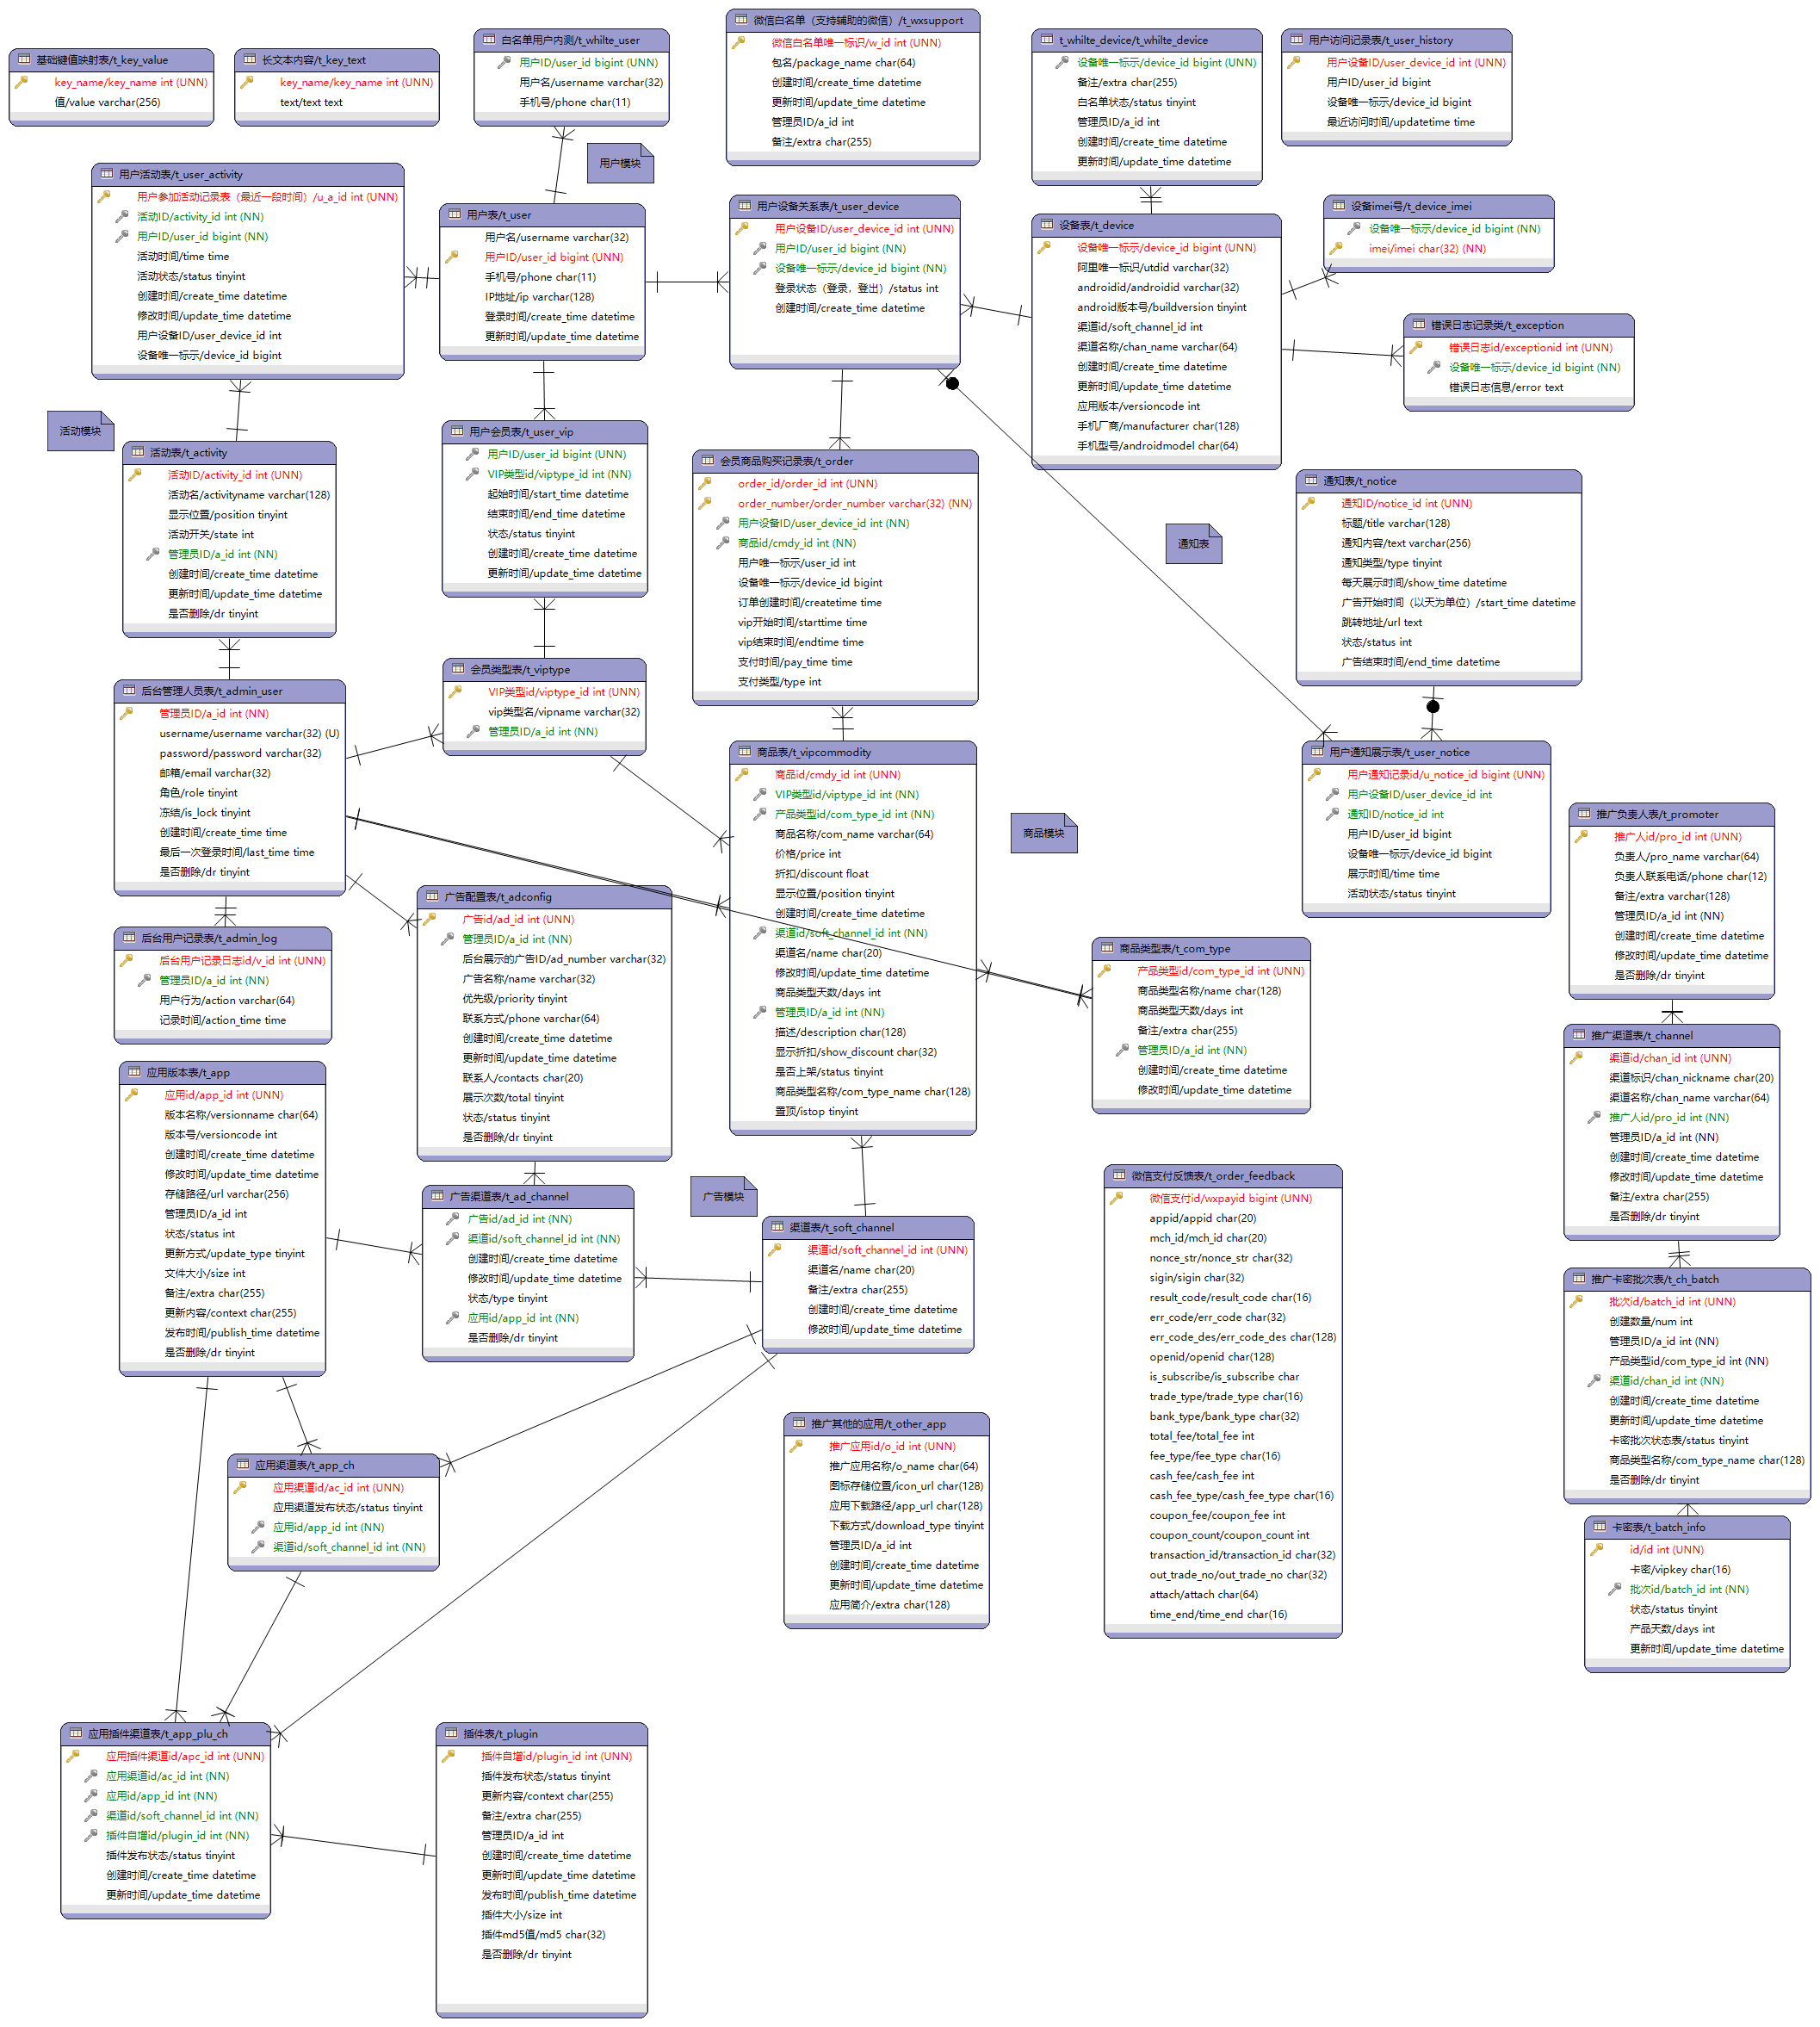 基础键值映射表/t_key_value
key_name/key_name int (UNN)
值/value varchar(256)
长文本内容/t_key_text
key_name/key_name int (UNN)
text/text text
白名单用户内测/t_whilte_user
用户ID/user_id bigint (UNN)
用户名/username varchar(32)
手机号/phone char(11)
微信白名单（支持辅助的微信）/t_wxsupport
微信白名单唯一标识/w_id int (UNN)
包名/package_name char(64)
创建时间/create_time datetime
更新时间/update_time datetime
管理员ID/a_id int
备注/extra char(255)
t_whilte_device/t_whilte_device
设备唯一标示/device_id bigint (UNN)
备注/extra char(255)
白名单状态/status tinyint
管理员ID/a_id int
创建时间/create_time datetime
更新时间/update_time datetime
用户访问记录表/t_user_history
用户设备ID/user_device_id int (UNN)
用户ID/user_id bigint
设备唯一标示/device_id bigint
最近访问时间/updatetime time
用户模块
用户活动表/t_user_activity
用户参加活动记录表（最近一段时间）/u_a_id int (UNN)
活动ID/activity_id int (NN)
用户ID/user_id bigint (NN)
活动时间/time time
活动状态/status tinyint
创建时间/create_time datetime
修改时间/update_time datetime
用户设备ID/user_device_id int
设备唯一标示/device_id bigint
用户表/t_user
用户名/username varchar(32)
用户ID/user_id bigint (UNN)
手机号/phone char(11)
IP地址/ip varchar(128)
登录时间/create_time datetime
更新时间/update_time datetime
用户设备关系表/t_user_device
用户设备ID/user_device_id int (UNN)
用户ID/user_id bigint (NN)
设备唯一标示/device_id bigint (NN)
登录状态（登录，登出）/status int
创建时间/create_time datetime
设备表/t_device
设备唯一标示/device_id bigint (UNN)
阿里唯一标识/utdid varchar(32)
androidid/androidid varchar(32)
android版本号/buildversion tinyint
渠道id/soft_channel_id int
渠道名称/chan_name varchar(64)
创建时间/create_time datetime
更新时间/update_time datetime
应用版本/versioncode int
手机厂商/manufacturer char(128)
手机型号/androidmodel char(64)
设备imei号/t_device_imei
设备唯一标示/device_id bigint (NN)
imei/imei char(32) (NN)
错误日志记录类/t_exception
错误日志id/exceptionid int (UNN)
设备唯一标示/device_id bigint (NN)
错误日志信息/error text
活动模块
活动表/t_activity
活动ID/activity_id int (UNN)
活动名/activityname varchar(128)
显示位置/position tinyint
活动开关/state int
管理员ID/a_id int (NN)
创建时间/create_time datetime
更新时间/update_time datetime
是否删除/dr tinyint
用户会员表/t_user_vip
用户ID/user_id bigint (UNN)
VIP类型id/viptype_id int (NN)
起始时间/start_time datetime
结束时间/end_time datetime
状态/status tinyint
创建时间/create_time datetime
更新时间/update_time datetime
会员商品购买记录表/t_order
order_id/order_id int (UNN)
order_number/order_number varchar(32) (NN)
用户设备ID/user_device_id int (NN)
商品id/cmdy_id int (NN)
用户唯一标示/user_id int
设备唯一标示/device_id bigint
订单创建时间/createtime time
vip开始时间/starttime time
vip结束时间/endtime time
支付时间/pay_time time
支付类型/type int
通知表
通知表/t_notice
通知ID/notice_id int (UNN)
标题/title varchar(128)
通知内容/text varchar(256)
通知类型/type tinyint
每天展示时间/show_time datetime
广告开始时间（以天为单位）/start_time datetime
跳转地址/url text
状态/status int
广告结束时间/end_time datetime
后台管理人员表/t_admin_user
管理员ID/a_id int (NN)
username/username varchar(32) (U)
password/password varchar(32)
邮箱/email varchar(32)
角色/role tinyint
冻结/is_lock tinyint
创建时间/create_time time
最后一次登录时间/last_time time
是否删除/dr tinyint
会员类型表/t_viptype
VIP类型id/viptype_id int (UNN)
vip类型名/vipname varchar(32)
管理员ID/a_id int (NN)
商品表/t_vipcommodity
商品id/cmdy_id int (UNN)
VIP类型id/viptype_id int (NN)
产品类型id/com_type_id int (NN)
商品名称/com_name varchar(64)
价格/price int
折扣/discount float
显示位置/position tinyint
创建时间/create_time datetime
渠道id/soft_channel_id int (NN)
渠道名/name char(20)
修改时间/update_time datetime
商品类型天数/days int
管理员ID/a_id int (NN)
描述/description char(128)
显示折扣/show_discount char(32)
是否上架/status tinyint
商品类型名称/com_type_name char(128)
置顶/istop tinyint
商品模块
用户通知展示表/t_user_notice
用户通知记录id/u_notice_id bigint (UNN)
用户设备ID/user_device_id int
通知ID/notice_id int
用户ID/user_id bigint
设备唯一标示/device_id bigint
展示时间/time time
活动状态/status tinyint
推广负责人表/t_promoter
推广人id/pro_id int (UNN)
负责人/pro_name varchar(64)
负责人联系电话/phone char(12)
备注/extra varchar(128)
管理员ID/a_id int (NN)
创建时间/create_time datetime
修改时间/update_time datetime
是否删除/dr tinyint
广告配置表/t_adconfig
广告id/ad_id int (UNN)
管理员ID/a_id int (NN)
后台展示的广告ID/ad_number varchar(32)
广告名称/name varchar(32)
优先级/priority tinyint
联系方式/phone varchar(64)
创建时间/create_time datetime
更新时间/update_time datetime
联系人/contacts char(20)
展示次数/total tinyint
状态/status tinyint
是否删除/dr tinyint
后台用户记录表/t_admin_log
后台用户记录日志id/v_id int (UNN)
管理员ID/a_id int (NN)
用户行为/action varchar(64)
记录时间/action_time time
商品类型表/t_com_type
产品类型id/com_type_id int (UNN)
商品类型名称/name char(128)
商品类型天数/days int
备注/extra char(255)
管理员ID/a_id int (NN)
创建时间/create_time datetime
修改时间/update_time datetime
推广渠道表/t_channel
渠道id/chan_id int (UNN)
渠道标识/chan_nickname char(20)
渠道名称/chan_name varchar(64)
推广人id/pro_id int (NN)
管理员ID/a_id int (NN)
创建时间/create_time datetime
修改时间/update_time datetime
备注/extra char(255)
是否删除/dr tinyint
应用版本表/t_app
应用id/app_id int (UNN)
版本名称/versionname char(64)
版本号/versioncode int
创建时间/create_time datetime
修改时间/update_time datetime
存储路径/url varchar(256)
管理员ID/a_id int
状态/status int
更新方式/update_type tinyint
文件大小/size int
备注/extra char(255)
更新内容/context char(255)
发布时间/publish_time datetime
是否删除/dr tinyint
广告渠道表/t_ad_channel
广告id/ad_id int (NN)
渠道id/soft_channel_id int (NN)
创建时间/create_time datetime
修改时间/update_time datetime
状态/type tinyint
应用id/app_id int (NN)
是否删除/dr tinyint
广告模块
渠道表/t_soft_channel
渠道id/soft_channel_id int (UNN)
渠道名/name char(20)
备注/extra char(255)
创建时间/create_time datetime
修改时间/update_time datetime
微信支付反馈表/t_order_feedback
微信支付id/wxpayid bigint (UNN)
appid/appid char(20)
mch_id/mch_id char(20)
nonce_str/nonce_str char(32)
sigin/sigin char(32)
result_code/result_code char(16)
err_code/err_code char(32)
err_code_des/err_code_des char(128)
openid/openid char(128)
is_subscribe/is_subscribe char
trade_type/trade_type char(16)
bank_type/bank_type char(32)
total_fee/total_fee int
fee_type/fee_type char(16)
cash_fee/cash_fee int
cash_fee_type/cash_fee_type char(16)
coupon_fee/coupon_fee int
coupon_count/coupon_count int
transaction_id/transaction_id char(32)
out_trade_no/out_trade_no char(32)
attach/attach char(64)
time_end/time_end char(16)
推广卡密批次表/t_ch_batch
批次id/batch_id int (UNN)
创建数量/num int
管理员ID/a_id int (NN)
产品类型id/com_type_id int (NN)
渠道id/chan_id int (NN)
创建时间/create_time datetime
更新时间/update_time datetime
卡密批次状态表/status tinyint
商品类型名称/com_type_name char(128)
是否删除/dr tinyint
推广其他的应用/t_other_app
推广应用id/o_id int (UNN)
推广应用名称/o_name char(64)
图标存储位置/icon_url char(128)
应用下载路径/app_url char(128)
下载方式/download_type tinyint
管理员ID/a_id int
创建时间/create_time datetime
更新时间/update_time datetime
应用简介/extra char(128)
应用渠道表/t_app_ch
应用渠道id/ac_id int (UNN)
应用渠道发布状态/status tinyint
应用id/app_id int (NN)
渠道id/soft_channel_id int (NN)
卡密表/t_batch_info
id/id int (UNN)
卡密/vipkey char(16)
批次id/batch_id int (NN)
状态/status tinyint
产品天数/days int
更新时间/update_time datetime
应用插件渠道表/t_app_plu_ch
应用插件渠道id/apc_id int (UNN)
应用渠道id/ac_id int (NN)
应用id/app_id int (NN)
渠道id/soft_channel_id int (NN)
插件自增id/plugin_id int (NN)
插件发布状态/status tinyint
创建时间/create_time datetime
更新时间/update_time datetime
插件表/t_plugin
插件自增id/plugin_id int (UNN)
插件发布状态/status tinyint
更新内容/context char(255)
备注/extra char(255)
管理员ID/a_id int
创建时间/create_time datetime
更新时间/update_time datetime
发布时间/publish_time datetime
插件大小/size int
插件md5值/md5 char(32)
是否删除/dr tinyint